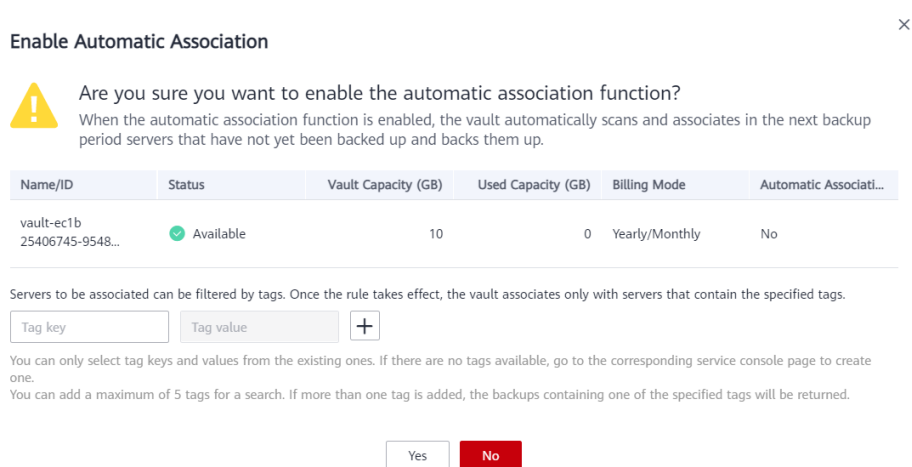 Enable Automatic Association
Are you sure you want to enable the automatic association function?
When the automatic association function is enabled, the vault automatically scans and associates in the next backup
period servers that have not yet been backed up and backs them up.
Name/ID Status Vault Capacity (GB) Used Capacity (GB) Billing Mode Automatic Associati...
vault-ec1b
25406745-9548... Available 10 0 Yearly/Monthly No
Servers to be associated can be filtered by tags. Once the rule takes effect, the vault associates only with servers that contain the specified tags.
Tag key Tag value
You can only select tag keys and values from the existing ones. If there are no tags available, go to the corresponding service console page to create
one.
You can add a maximum of 5 tags for a search. If more than one tag is added, the backups containing one of the specified tags will be returned.
Yes No